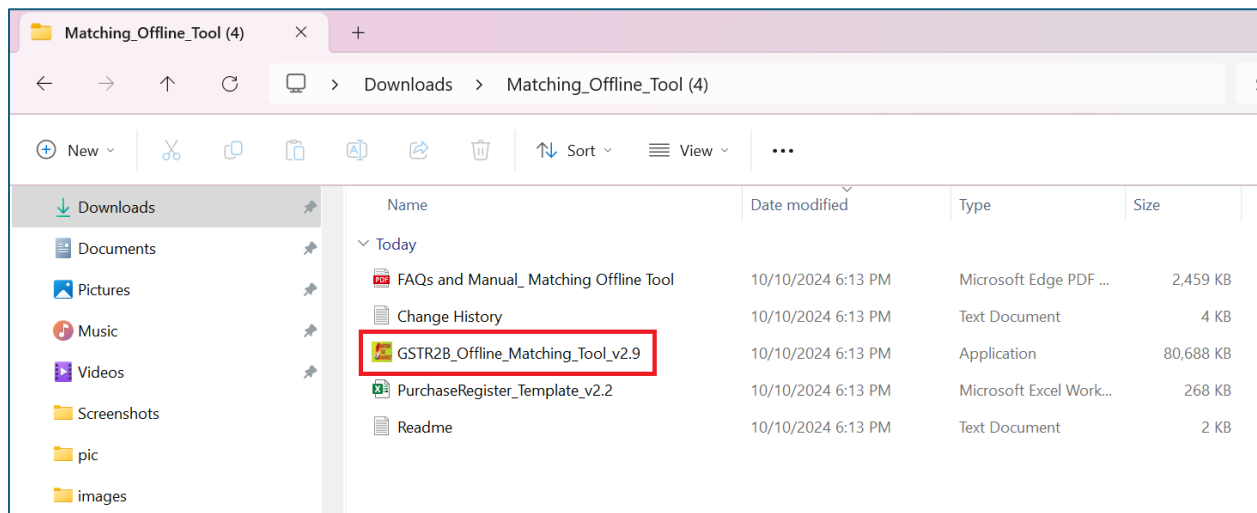 Matching_Offline_Tool (4)
Downloads > Matching_Offline_Tool (4)
New Sort View
Downloads
Documents
Pictures
Music
Videos
Screenshots
pic
images
Name Date modified Type Size
Today
FAQs and Manual_ Matching Offline Tool 10/10/2024 6:13 PM Microsoft Edge PDF ... 2,459 KB
Change History 10/10/2024 6:13 PM Text Document 4 KB
GSTR2B_Offline_Matching_Tool_v2.9 10/10/2024 6:13 PM Application 80,688 KB
PurchaseRegister_Template_v2.2 10/10/2024 6:13 PM Microsoft Excel Work... 268 KB
Readme 10/10/2024 6:13 PM Text Document 2 KB